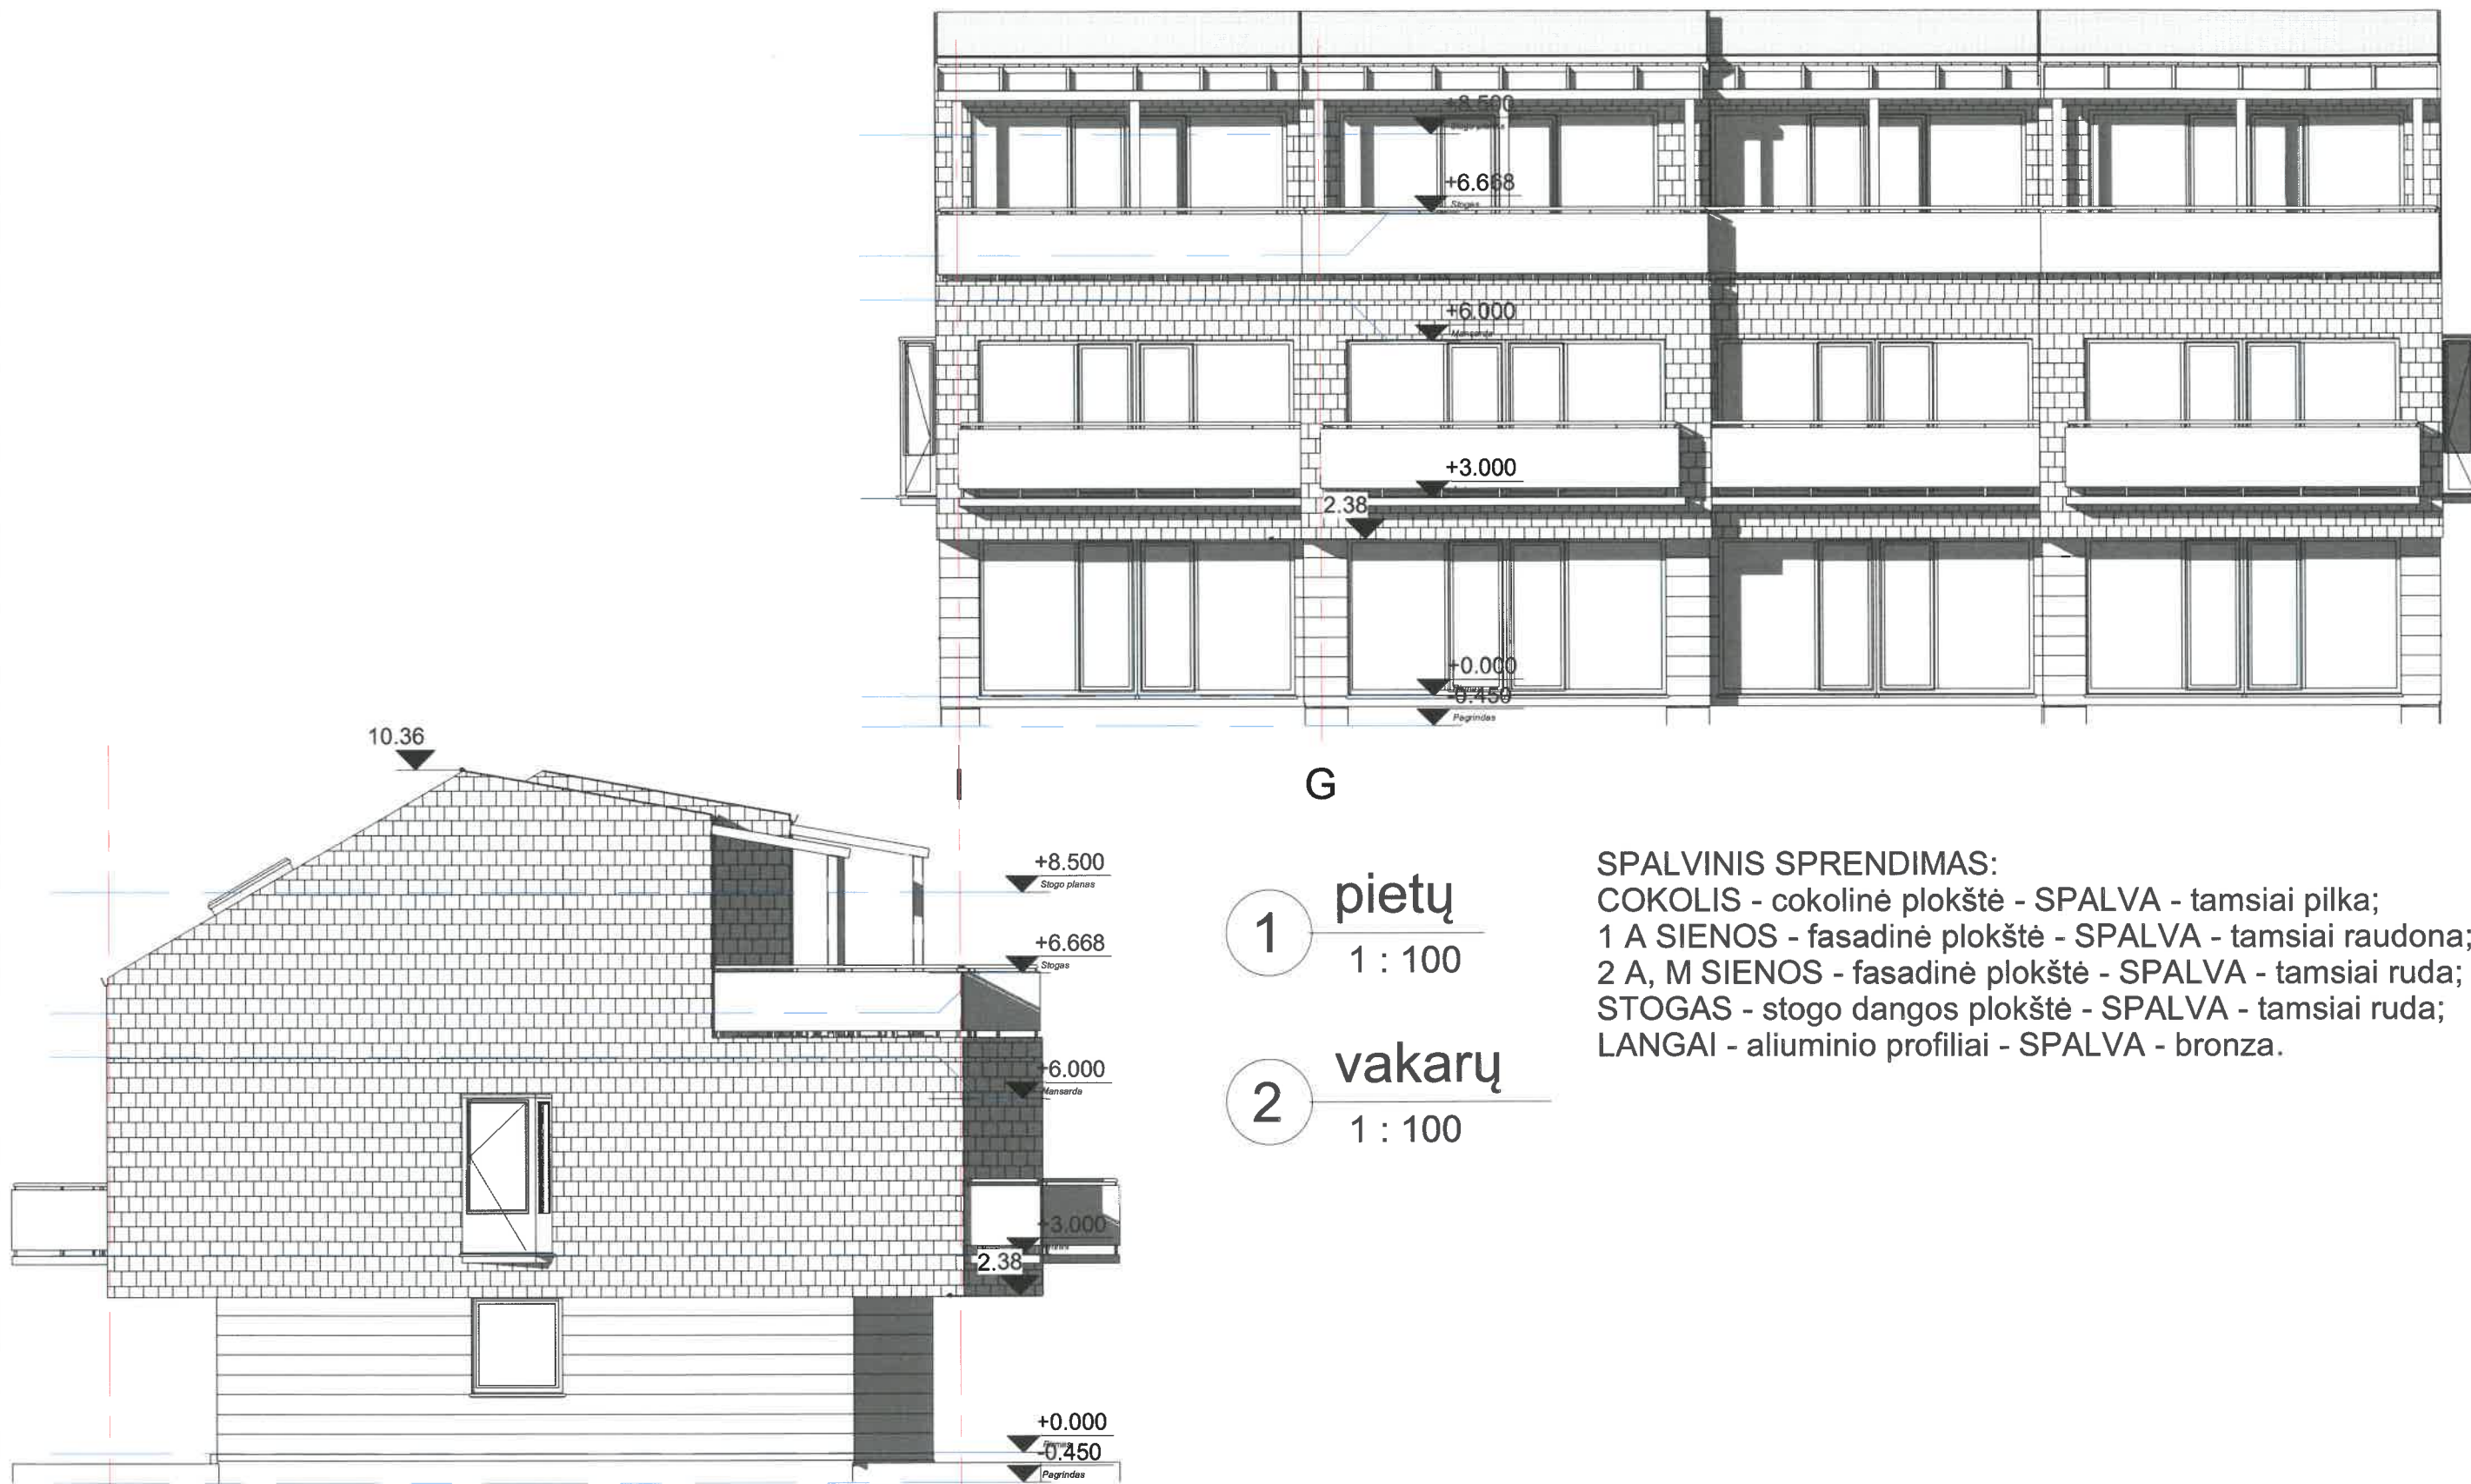 +8.500
Stogo planas
+6.668
Stogas
+6.000
Mansarda
+3.000
2.38
+0.000
-0.450
Pagrindas
G
10.36
+8.500
Stogo planas
+6.668
Stogas
+6.000
Mansarda
+3.000
2.38
+0.000
-0.450
Pagrindas
1
pietų
1 : 100
2
vakarų
1 : 100
SPALVINIS SPRENDIMAS:
COKOLIS - cokolinė plokštė - SPALVA - tamsiai pilka;
1 A SIENOS - fasadinė plokštė - SPALVA - tamsiai raudona;
2 A, M SIENOS - fasadinė plokštė - SPALVA - tamsiai ruda;
STOGAS - stogo dangos plokštė - SPALVA - tamsiai ruda;
LANGAI - aliuminio profiliai - SPALVA - bronza.